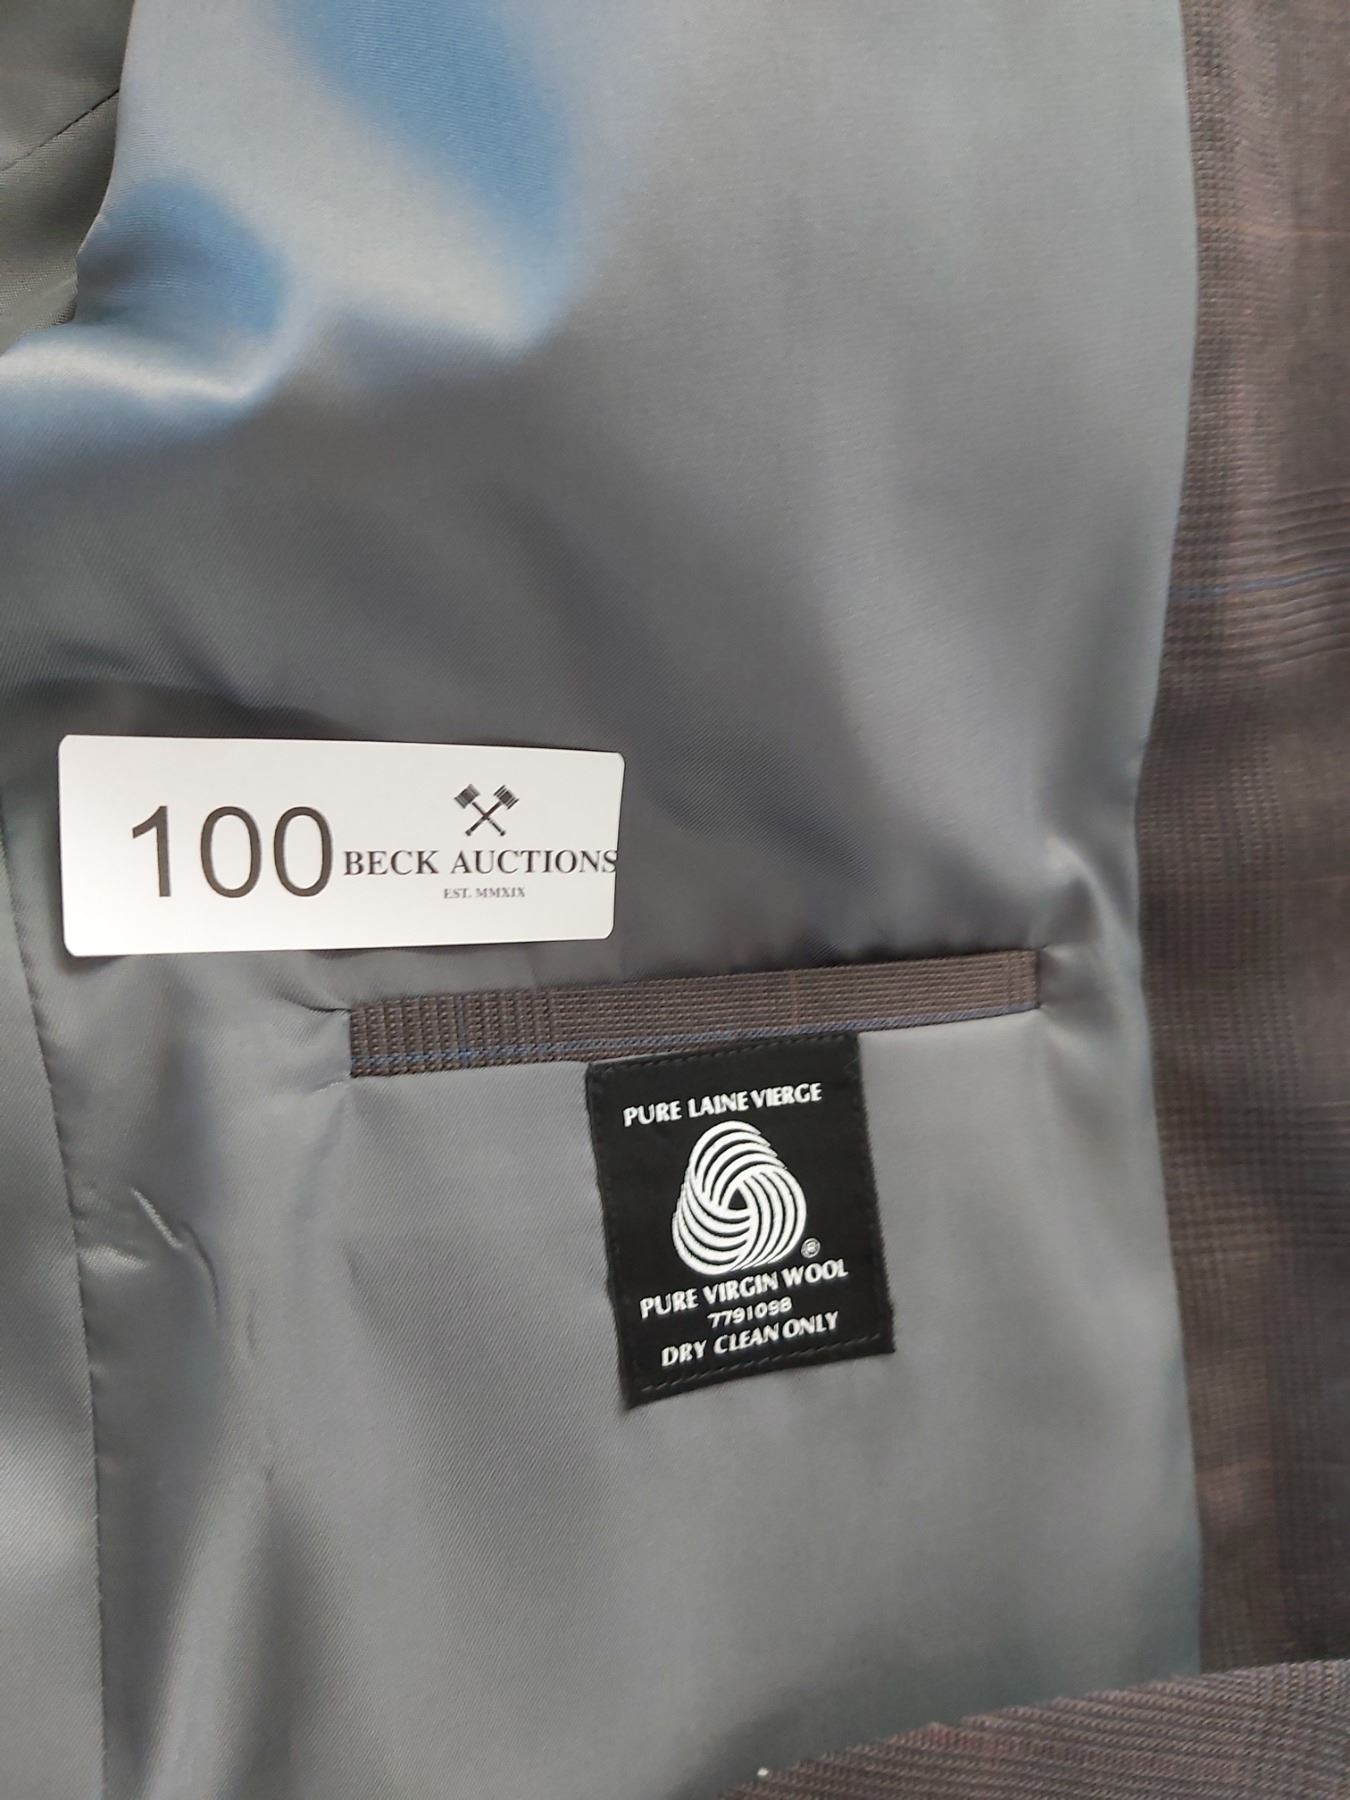 100
BECK AUCTIONS
EST. MMXIX
PURE LAINE VIERGE
®
PURE VIRGIN WOOL
7791098
DRY CLEAN ONLY